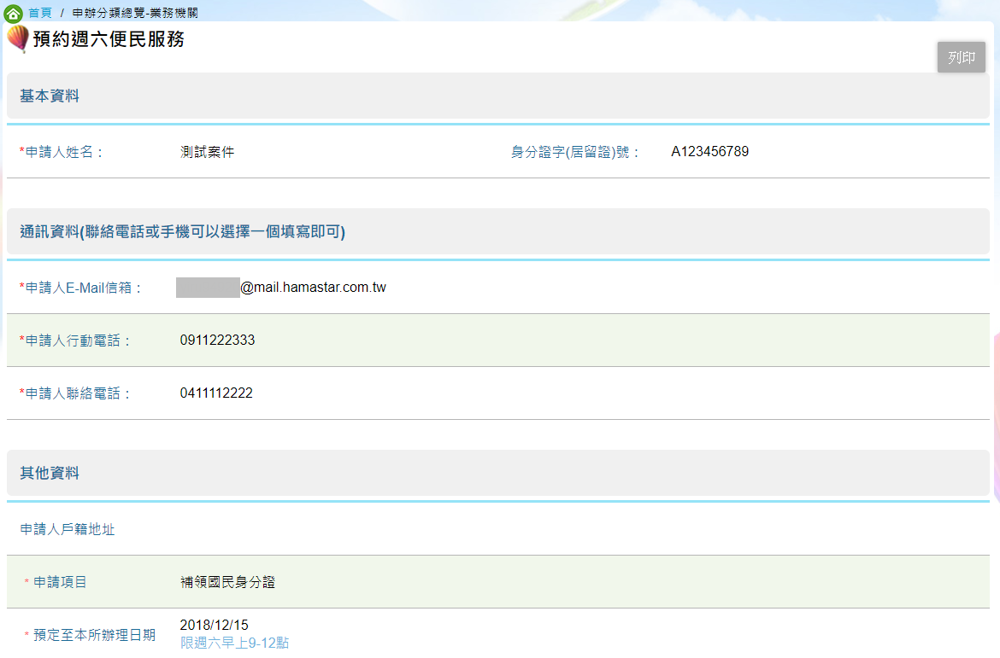 首頁 / 申辦分類總覽-業務機關
預約週六便民服務
列印
基本資料
*申請人姓名： 測試案件 身分證字(居留證)號： A123456789
通訊資料(聯絡電話或手機可以選擇一個填寫即可)
*申請人E-Mail信箱： @mail.hamastar.com.tw
*申請人行動電話： 0911222333
*申請人聯絡電話： 0411112222
其他資料
申請人戶籍地址
* 申請項目 補領國民身分證
* 預定至本所辦理日期 2018/12/15
限週六早上9-12點